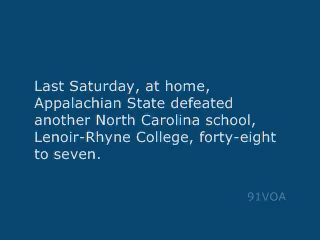 Last Saturday, at home,
Appalachian State defeated
another North Carolina school,
Lenoir-Rhyne College, forty-eight
to seven.
91VOA